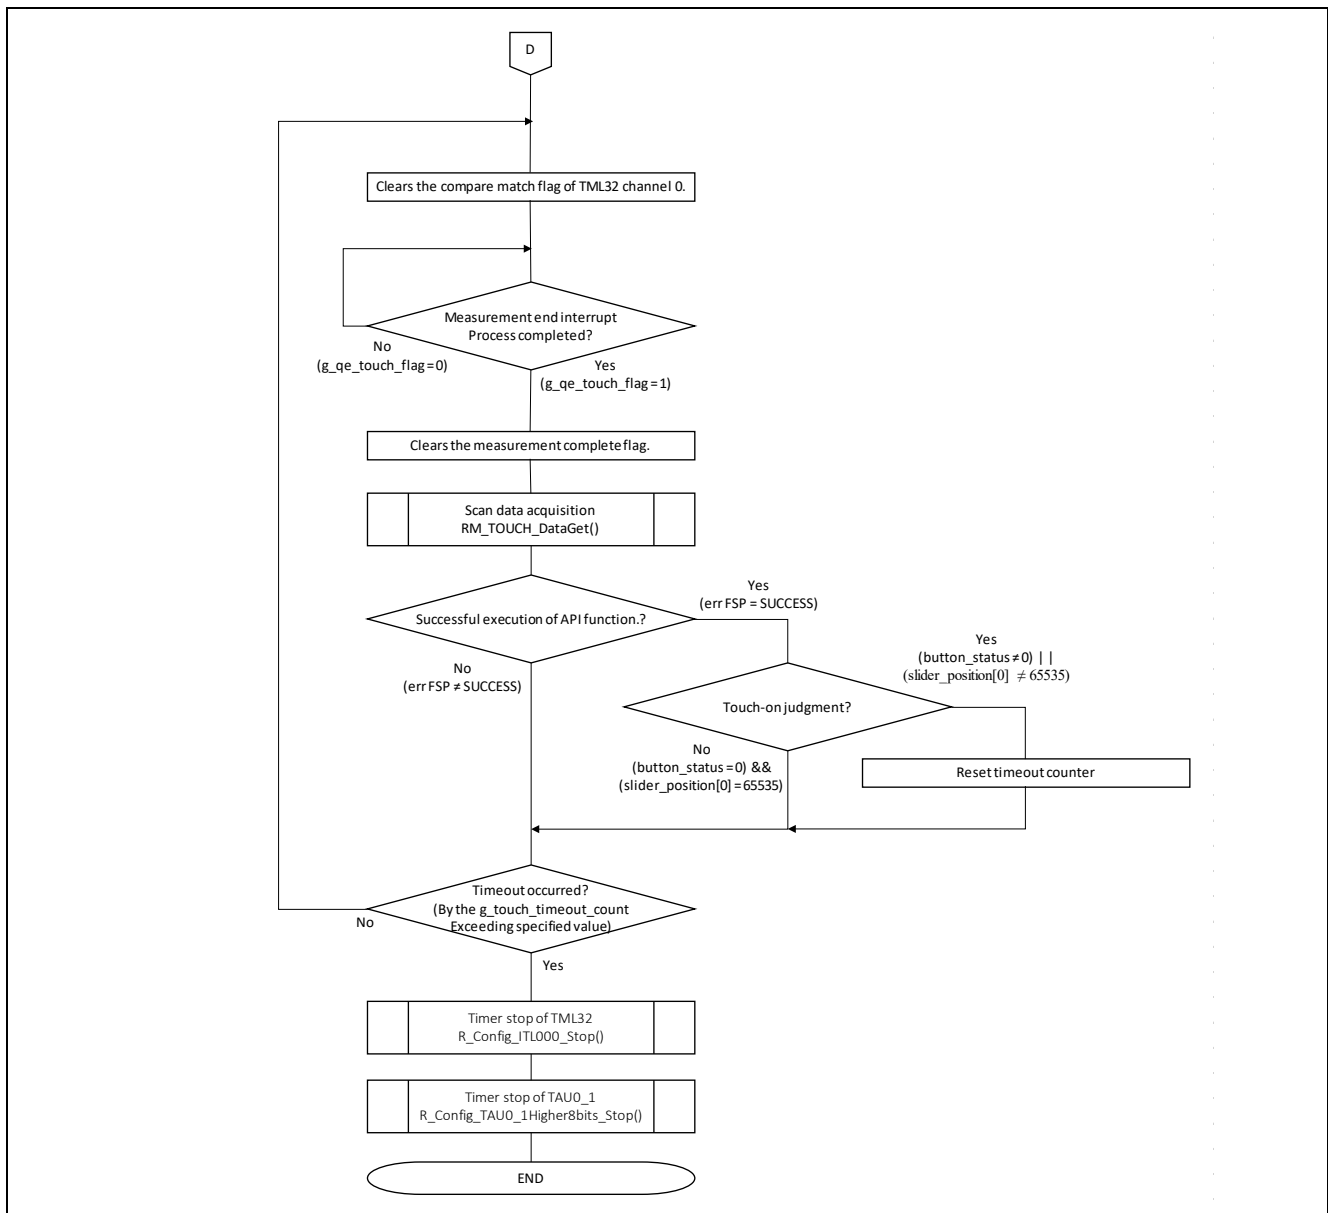 D
Clears the compare match flag of TML32 channel 0.
Measurement end interrupt
Process completed?
No
(g_qe_touch_flag=0)
Yes
(g_qe_touch_flag=1)
Clears the measurement complete flag.
Scan data acquisition
RM_TOUCH_DataGet()
Successful execution of API function.?
Yes
(err FSP = SUCCESS)
No
(err FSP ≠ SUCCESS)
Touch-on judgment?
Yes
(button_status≠0) | |
(slider_position[0] ≠ 65535)
No
(button_status=0) &&
(slider_position[0]=65535)
Reset timeout counter
Timeout occurred?
(By the g_touch_timeout_count
Exceeding specified value)
No
Yes
Timer stop of TML32
R_Config_ITL000_Stop()
Timer stop of TAU0_1
R_Config_TAU0_1Higher8bits_Stop()
END